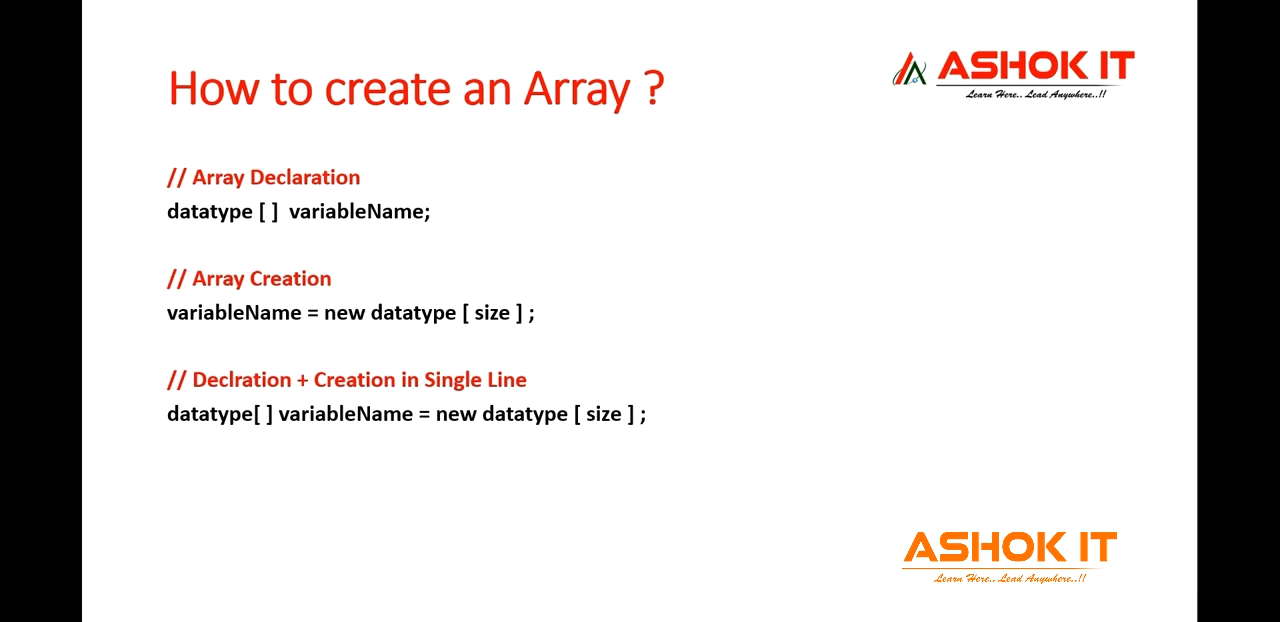 How to create an Array ?
ASHOK IT
Learn Here.. Lead Anywhere..!!
// Array Declaration
datatype [ ]  variableName;
// Array Creation
variableName = new datatype [ size ] ;
// Declration + Creation in Single Line
datatype[ ] variableName = new datatype [ size ] ;
ASHOK IT
Learn Here.. Lead Anywhere..!!